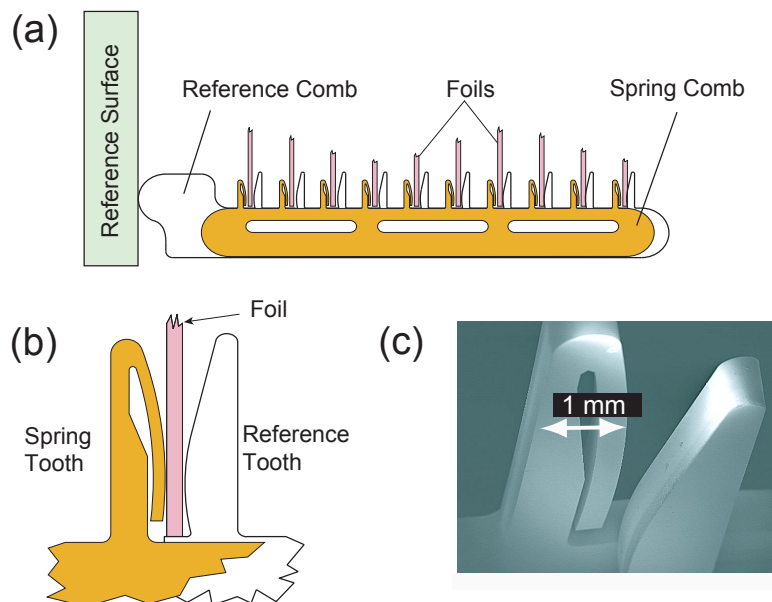 (a)
Reference Surface
Reference Comb
Foils
Spring Comb
(b)
Foil
Spring
Tooth
Reference
Tooth
(c)
1 mm